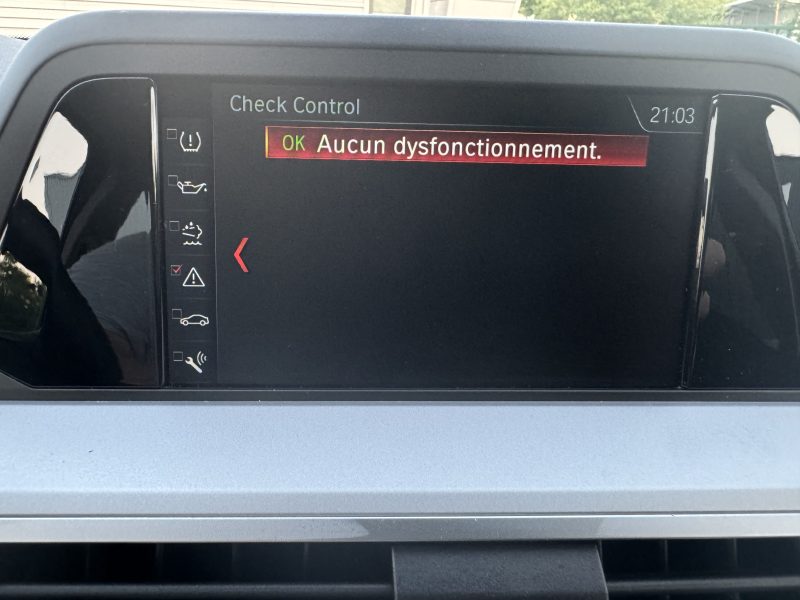 Check Control
21:03
OK Aucun dysfonctionnement.